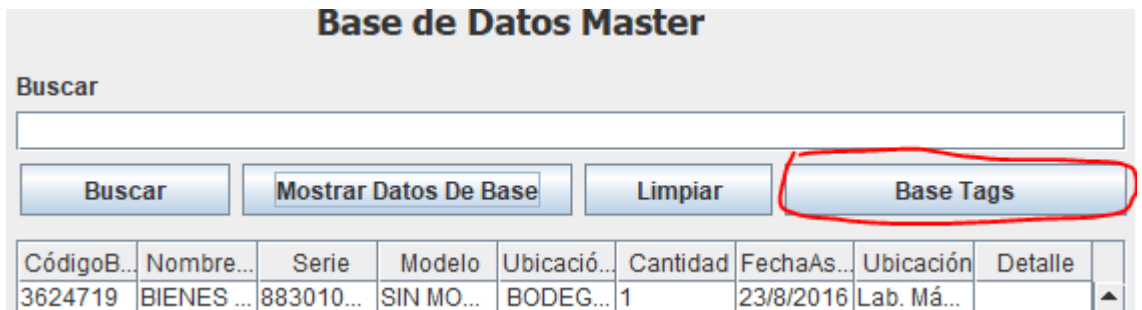 Base de Datos Master
Buscar
Buscar Mostrar Datos De Base Limpiar Base Tags
CódigoB... Nombre... Serie Modelo Ubicació... Cantidad FechaAs... Ubicación Detalle
3624719 BIENES ... 883010... SIN MO... BODEG... 1 23/8/2016 Lab. Má...